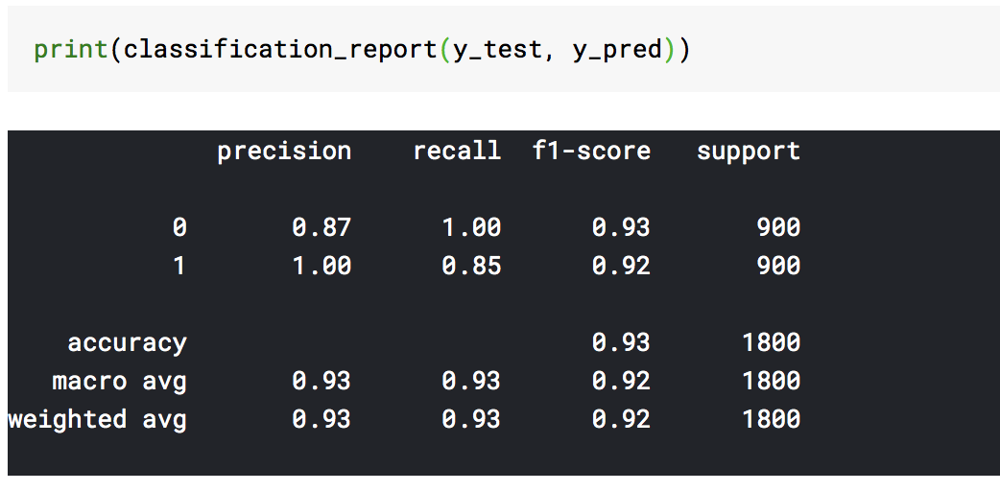 print(classification_report(y_test, y_pred))
precision recall f1-score support
0 0.87 1.00 0.93 900
1 1.00 0.85 0.92 900
accuracy 0.93 1800
macro avg 0.93 0.93 0.92 1800
weighted avg 0.93 0.93 0.92 1800